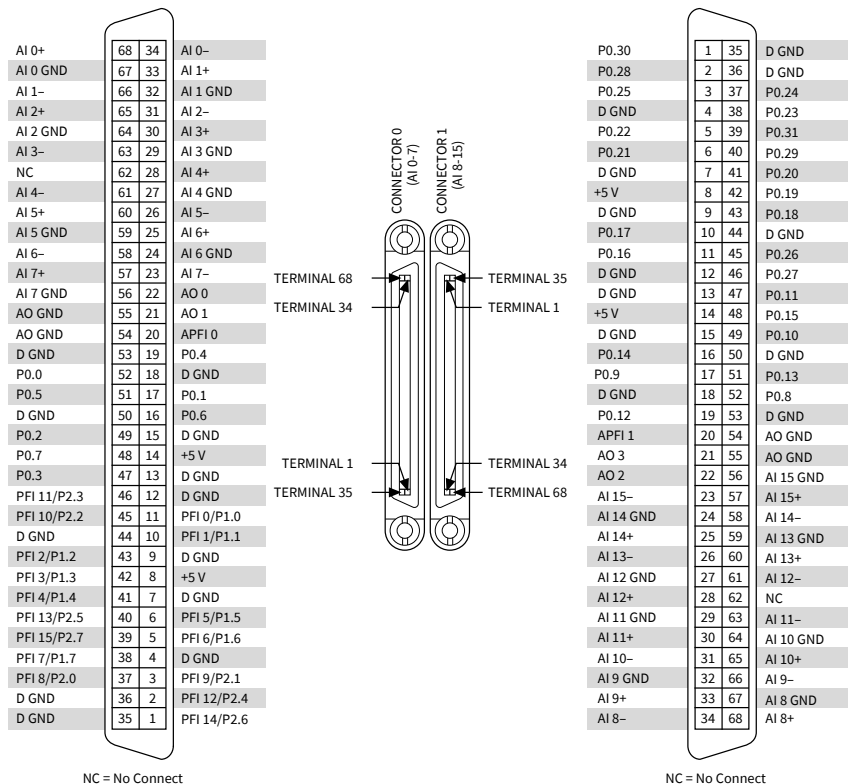 AI 0+ 68 34 AI 0–
AI 0 GND 67 33 AI 1+
AI 1– 66 32 AI 1 GND
AI 2+ 65 31 AI 2–
AI 2 GND 64 30 AI 3+
AI 3– 63 29 AI 3 GND
NC 62 28 AI 4+
AI 4– 61 27 AI 4 GND
AI 5+ 60 26 AI 5–
AI 5 GND 59 25 AI 6+
AI 6– 58 24 AI 6 GND
AI 7+ 57 23 AI 7–
AI 7 GND 56 22 AO 0
AO GND 55 21 AO 1
AO GND 54 20 APFI 0
D GND 53 19 P0.4
P0.0 52 18 D GND
P0.5 51 17 P0.1
D GND 50 16 P0.6
P0.2 49 15 D GND
P0.7 48 14 +5 V
P0.3 47 13 D GND
PFI 11/P2.3 46 12 D GND
PFI 10/P2.2 45 11 PFI 0/P1.0
D GND 44 10 PFI 1/P1.1
PFI 2/P1.2 43 9 D GND
PFI 3/P1.3 42 8 +5 V
PFI 4/P1.4 41 7 D GND
PFI 13/P2.5 40 6 PFI 5/P1.5
PFI 15/P2.7 39 5 PFI 6/P1.6
PFI 7/P1.7 38 4 D GND
PFI 8/P2.0 37 3 PFI 9/P2.1
D GND 36 2 PFI 12/P2.4
D GND 35 1 PFI 14/P2.6
NC = No Connect
CONNECTOR 0
(AI 0-7)
CONNECTOR 1
(AI 8-15)
TERMINAL 68
TERMINAL 34
TERMINAL 35
TERMINAL 1
TERMINAL 1
TERMINAL 35
TERMINAL 34
TERMINAL 68
P0.30 1 35 D GND
P0.28 2 36 D GND
P0.25 3 37 P0.24
D GND 4 38 P0.23
P0.22 5 39 P0.31
P0.21 6 40 P0.29
D GND 7 41 P0.20
+5 V 8 42 P0.19
D GND 9 43 P0.18
P0.17 10 44 D GND
P0.16 11 45 P0.26
D GND 12 46 P0.27
D GND 13 47 P0.11
+5 V 14 48 P0.15
D GND 15 49 P0.10
P0.14 16 50 D GND
P0.9 17 51 P0.13
D GND 18 52 P0.8
P0.12 19 53 D GND
APFI 1 20 54 AO GND
AO 3 21 55 AO GND
AO 2 22 56 AI 15 GND
AI 15– 23 57 AI 15+
AI 14 GND 24 58 AI 14–
AI 14+ 25 59 AI 13 GND
AI 13– 26 60 AI 13+
AI 12 GND 27 61 AI 12–
AI 12+ 28 62 NC
AI 11 GND 29 63 AI 11–
AI 11+ 30 64 AI 10 GND
AI 10– 31 65 AI 10+
AI 9 GND 32 66 AI 9–
AI 9+ 33 67 AI 8 GND
AI 8– 34 68 AI 8+
NC = No Connect